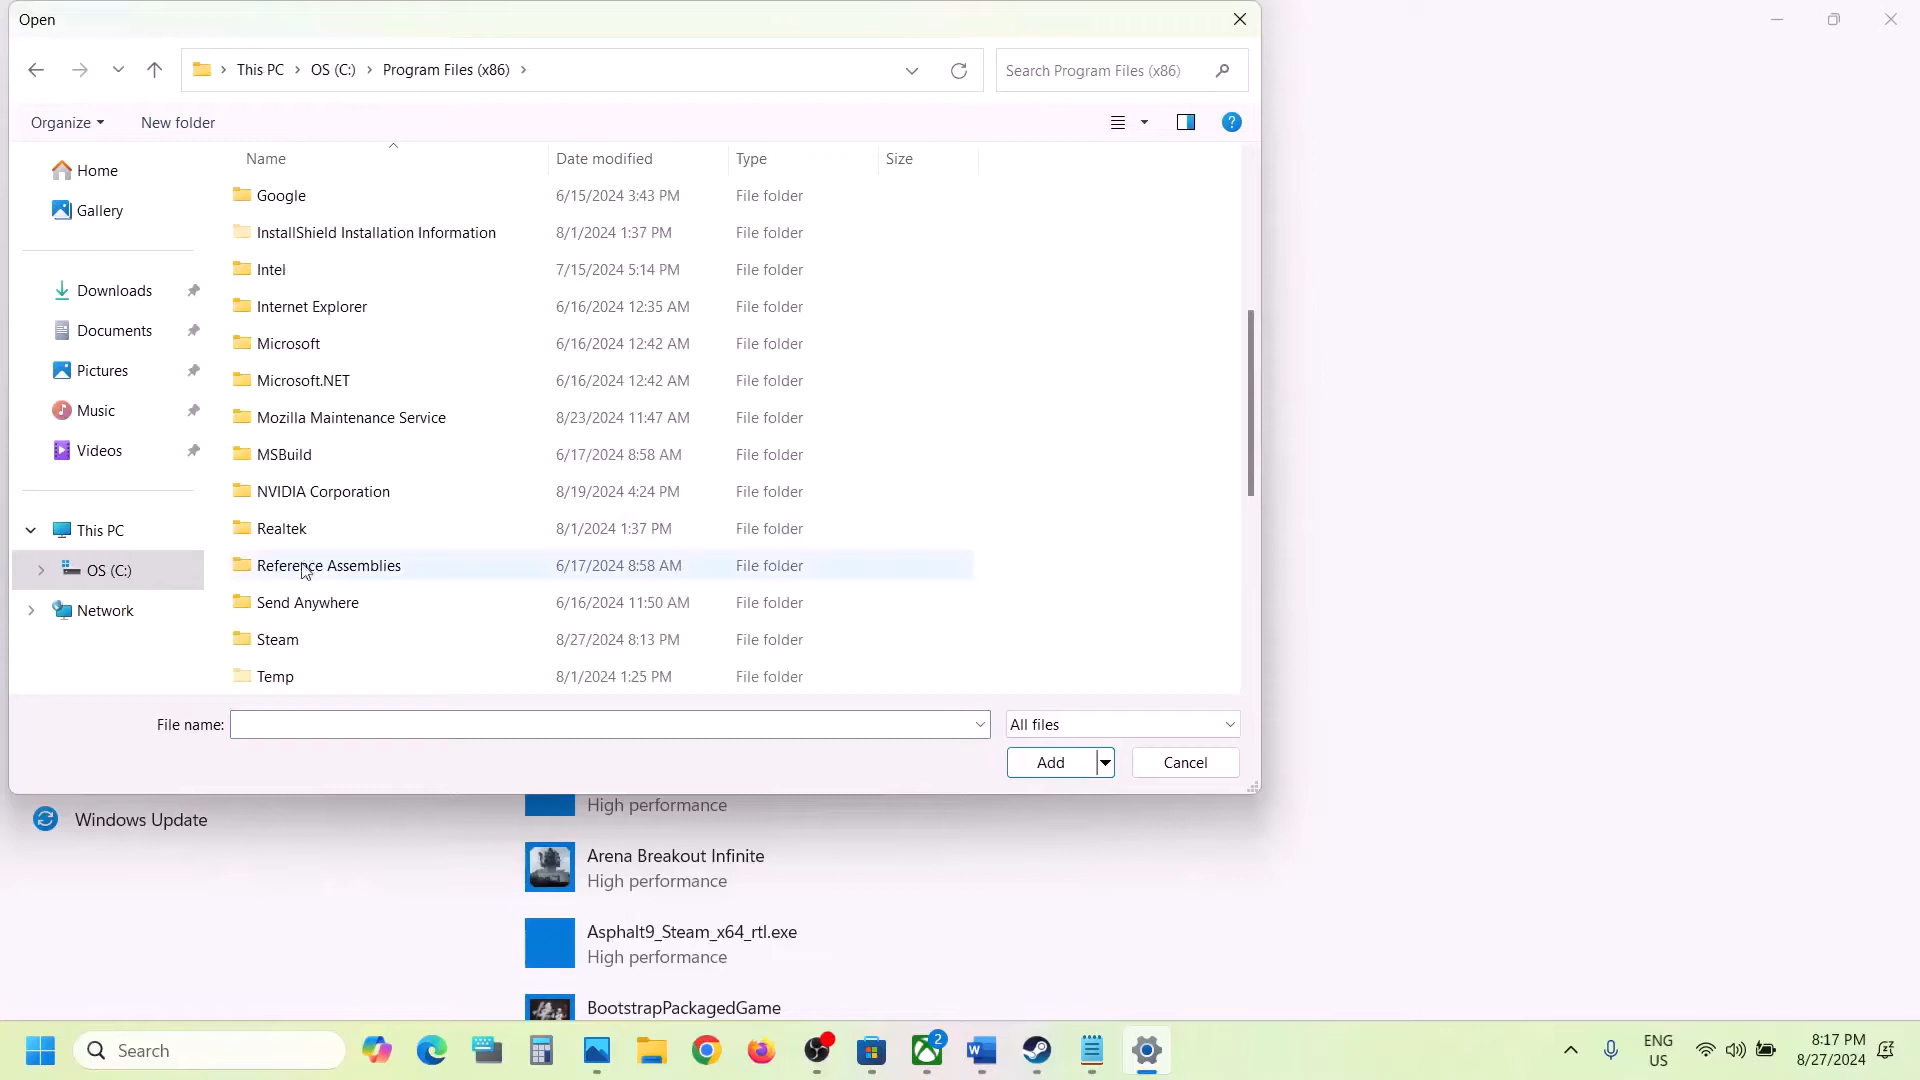 Open
This PC > OS (C:) > Program Files (x86) >
Search Program Files (x86)
Organize
New folder
?
Name
Date modified
Type
Size
Home
Gallery
Downloads
Documents
Pictures
Music
Videos
This PC
OS (C:)
Network
Google 6/15/2024 3:43 PM File folder
InstallShield Installation Information 8/1/2024 1:37 PM File folder
Intel 7/15/2024 5:14 PM File folder
Internet Explorer 6/16/2024 12:35 AM File folder
Microsoft 6/16/2024 12:42 AM File folder
Microsoft.NET 6/16/2024 12:42 AM File folder
Mozilla Maintenance Service 8/23/2024 11:47 AM File folder
MSBuild 6/17/2024 8:58 AM File folder
NVIDIA Corporation 8/19/2024 4:24 PM File folder
Realtek 8/1/2024 1:37 PM File folder
Reference Assemblies 6/17/2024 8:58 AM File folder
Send Anywhere 6/16/2024 11:50 AM File folder
Steam 8/27/2024 8:13 PM File folder
Temp 8/1/2024 1:25 PM File folder
File name:
All files
Add
Cancel
Windows Update
High performance
Arena Breakout Infinite
High performance
Asphalt9_Steam_x64_rtl.exe
High performance
BootstrapPackagedGame
Search
2
ENG
US
8:17 PM
8/27/2024